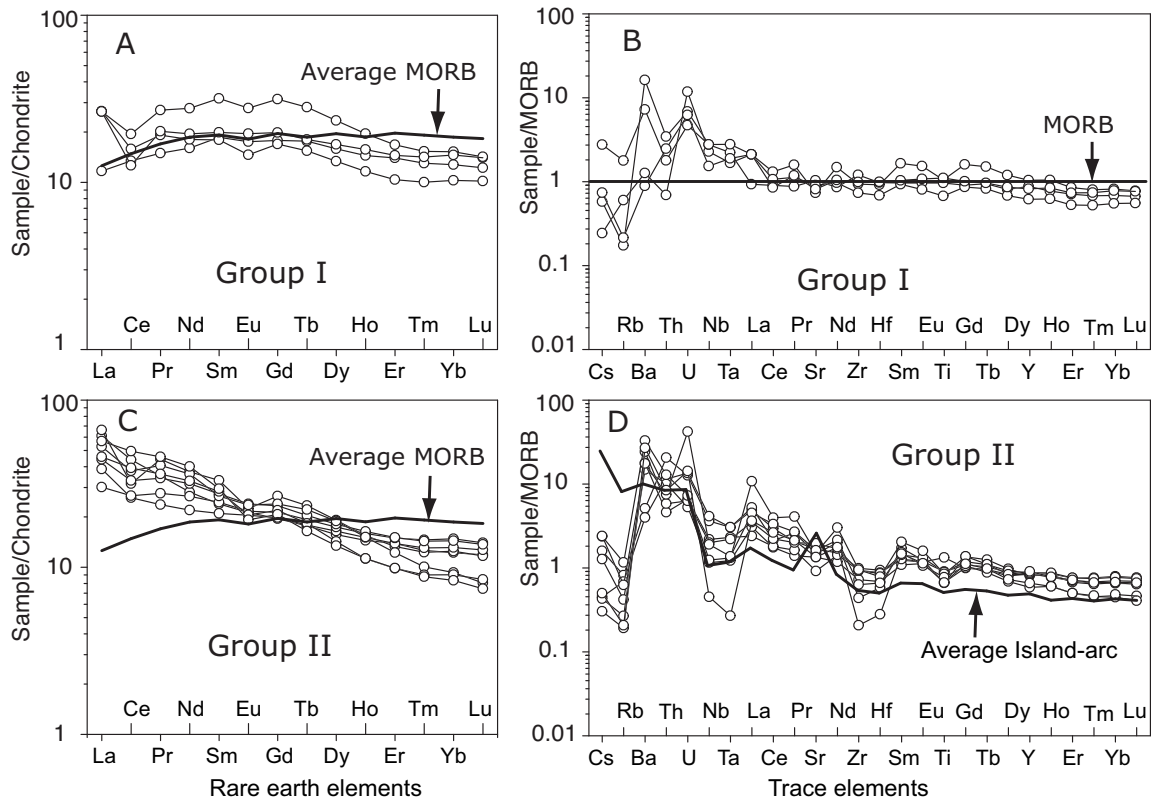 100
10
1
Sample/Chondrite
A
Average MORB
Group I
Ce Nd Eu Tb Ho Tm Lu
La Pr Sm Gd Dy Er Yb
100
10
1
0.1
0.01
Sample/MORB
B
MORB
Group I
Rb Th Nb La Pr Nd Hf Eu Gd Dy Ho Tm Lu
Cs Ba U Ta Ce Sr Zr Sm Ti Tb Y Er Yb
100
10
1
Sample/Chondrite
C
Average MORB
Group II
Ce Nd Eu Tb Ho Tm Lu
La Pr Sm Gd Dy Er Yb
Rare earth elements
100
10
1
0.1
0.01
Sample/MORB
D
Group II
Average Island-arc
Rb Th Nb La Pr Nd Hf Eu Gd Dy Ho Lu
Cs Ba U Ta Ce Sr Zr Sm Ti Tb Y Er Tm Yb
Trace elements